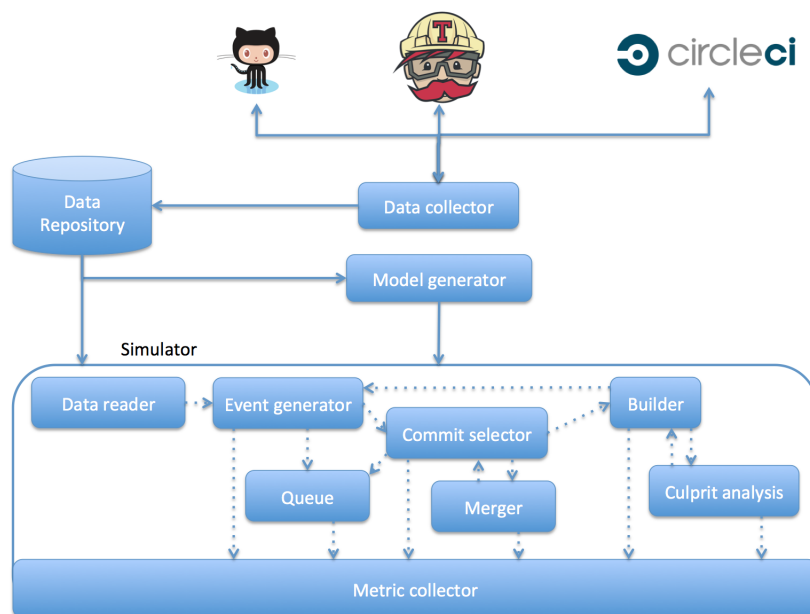 T
circleci
Data
Repository
Data collector
Model generator
Simulator
Data reader
Event generator
Commit selector
Builder
Queue
Merger
Culprit analysis
Metric collector